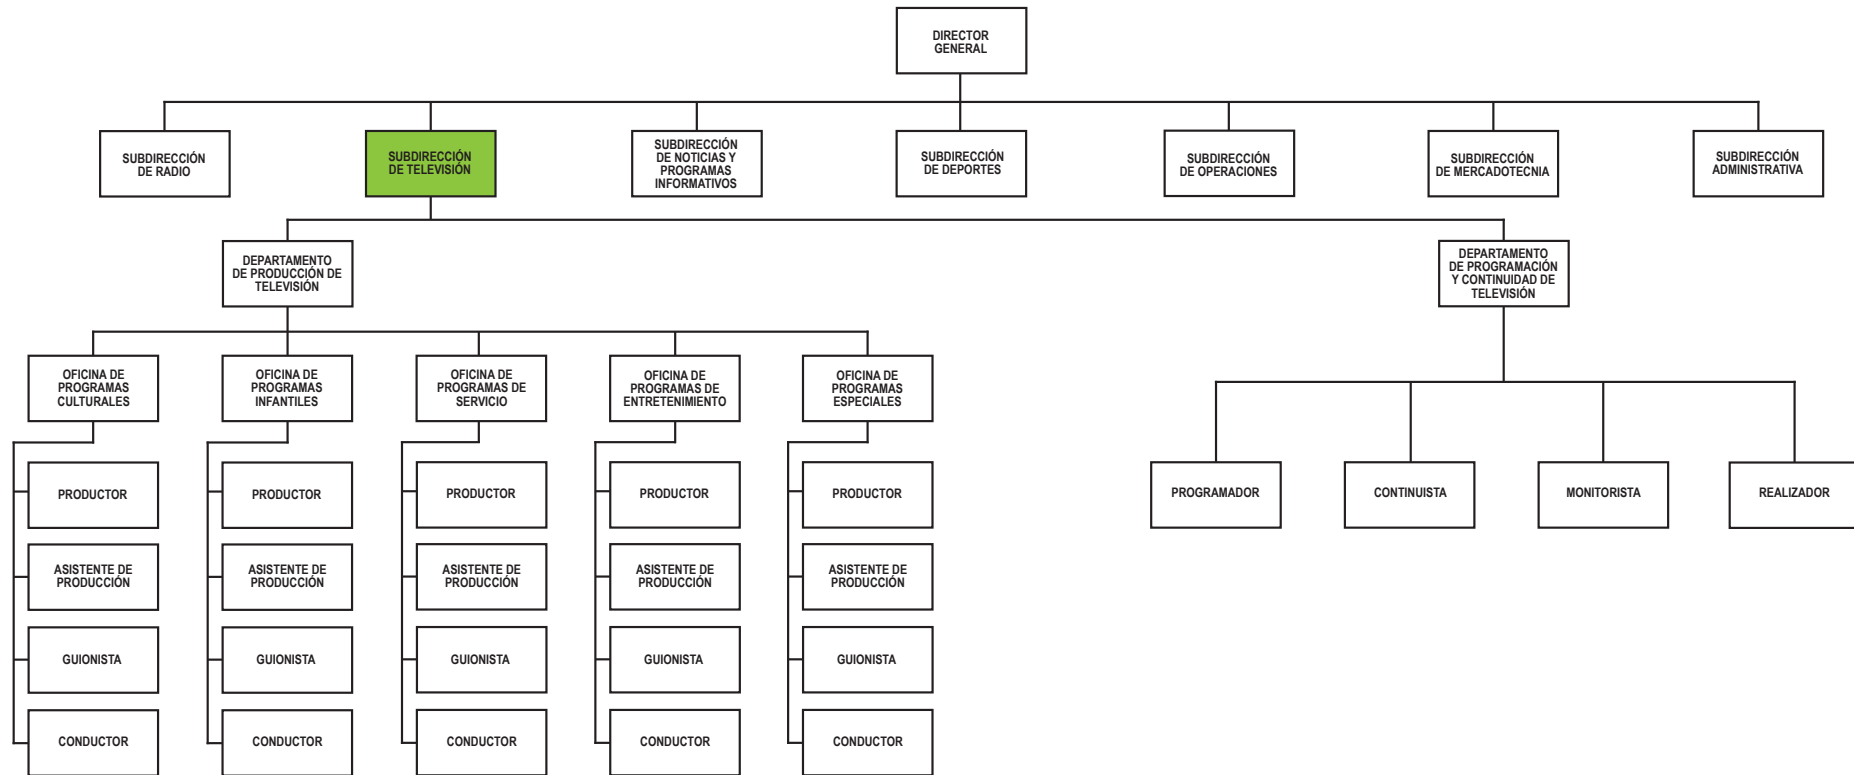 DIRECTOR
GENERAL
SUBDIRECCIÓN
DE RADIO
SUBDIRECCIÓN
DE TELEVISIÓN
SUBDIRECCIÓN
DE NOTICIAS Y
PROGRAMAS
INFORMATIVOS
SUBDIRECCIÓN
DE DEPORTES
SUBDIRECCIÓN
DE OPERACIONES
SUBDIRECCIÓN
DE MERCADOTECNIA
SUBDIRECCIÓN
ADMINISTRATIVA
DEPARTAMENTO
DE PRODUCCIÓN DE
TELEVISIÓN
DEPARTAMENTO
DE PROGRAMACIÓN
Y CONTINUIDAD DE
TELEVISIÓN
OFICINA DE
PROGRAMAS
CULTURALES
OFICINA DE
PROGRAMAS
INFANTILES
OFICINA DE
PROGRAMAS DE
SERVICIO
OFICINA DE
PROGRAMAS DE
ENTRETENIMIENTO
OFICINA DE
PROGRAMAS
ESPECIALES
PRODUCTOR
PRODUCTOR
PRODUCTOR
PRODUCTOR
PRODUCTOR
PROGRAMADOR
CONTINUISTA
MONITORISTA
REALIZADOR
ASISTENTE DE
PRODUCCIÓN
ASISTENTE DE
PRODUCCIÓN
ASISTENTE DE
PRODUCCIÓN
ASISTENTE DE
PRODUCCIÓN
ASISTENTE DE
PRODUCCIÓN
GUIONISTA
GUIONISTA
GUIONISTA
GUIONISTA
GUIONISTA
CONDUCTOR
CONDUCTOR
CONDUCTOR
CONDUCTOR
CONDUCTOR